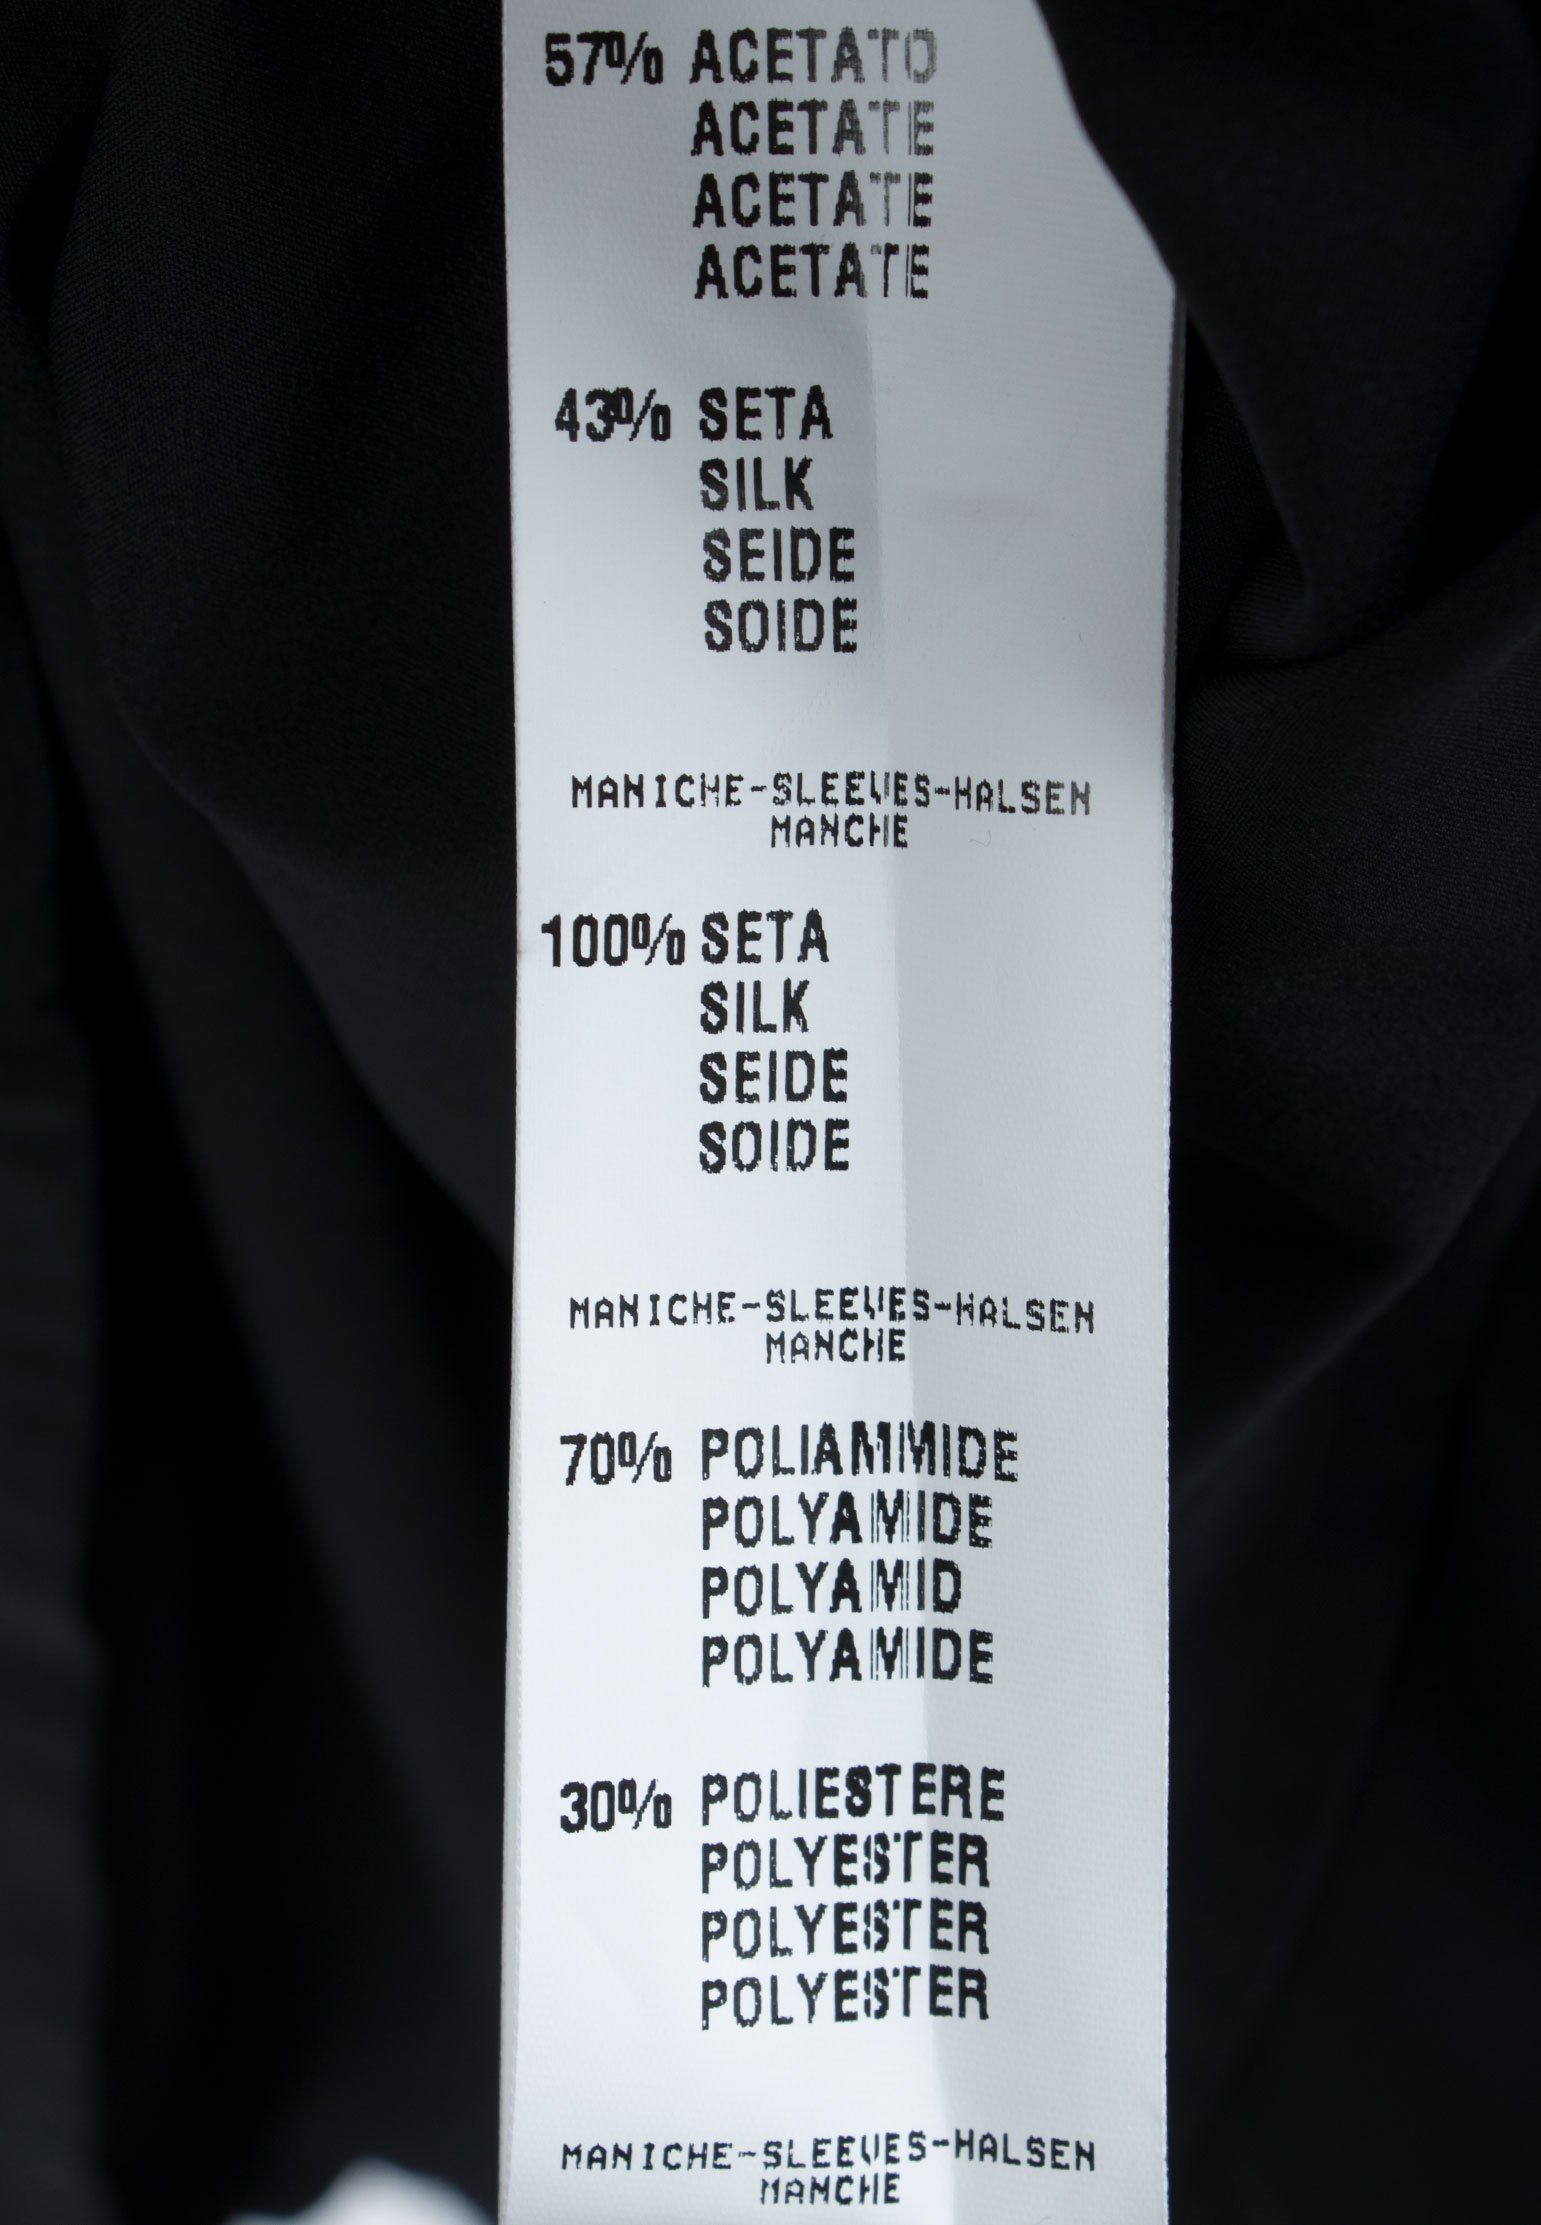 57% ACETATO
ACETATE
ACETATE
ACETATE
43% SETA
SILK
SEIDE
SOIDE
MANICHE-SLEEVES-HALSEN
MANCHE
100% SETA
SILK
SEIDE
SOIDE
MANICHE-SLEEVES-HALSEN
MANCHE
70% POLIAMMIDE
POLYAMIDE
POLYAMID
POLYAMIDE
30% POLIESTERE
POLYESTER
POLYESTER
POLYESTER
MANICHE-SLEEVES-HALSEN
MANCHE